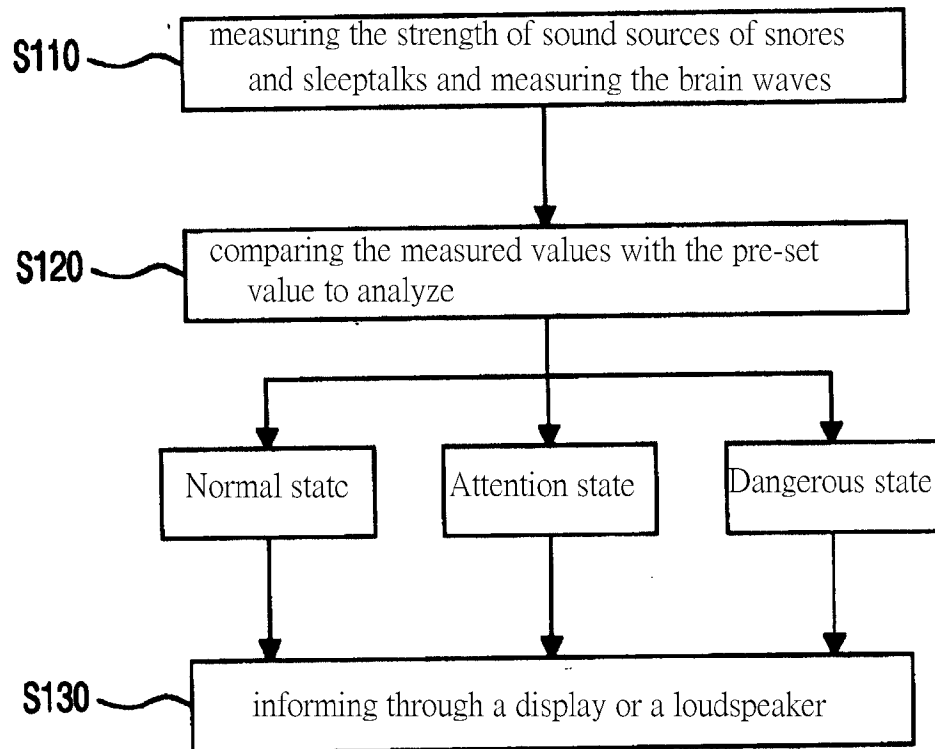 S110
measuring the strength of sound sources of snores
and sleeptalks and measuring the brain waves
S120
comparing the measured values with the pre-set
value to analyze
Normal state
Attention state
Dangerous state
S130
informing through a display or a loudspeaker